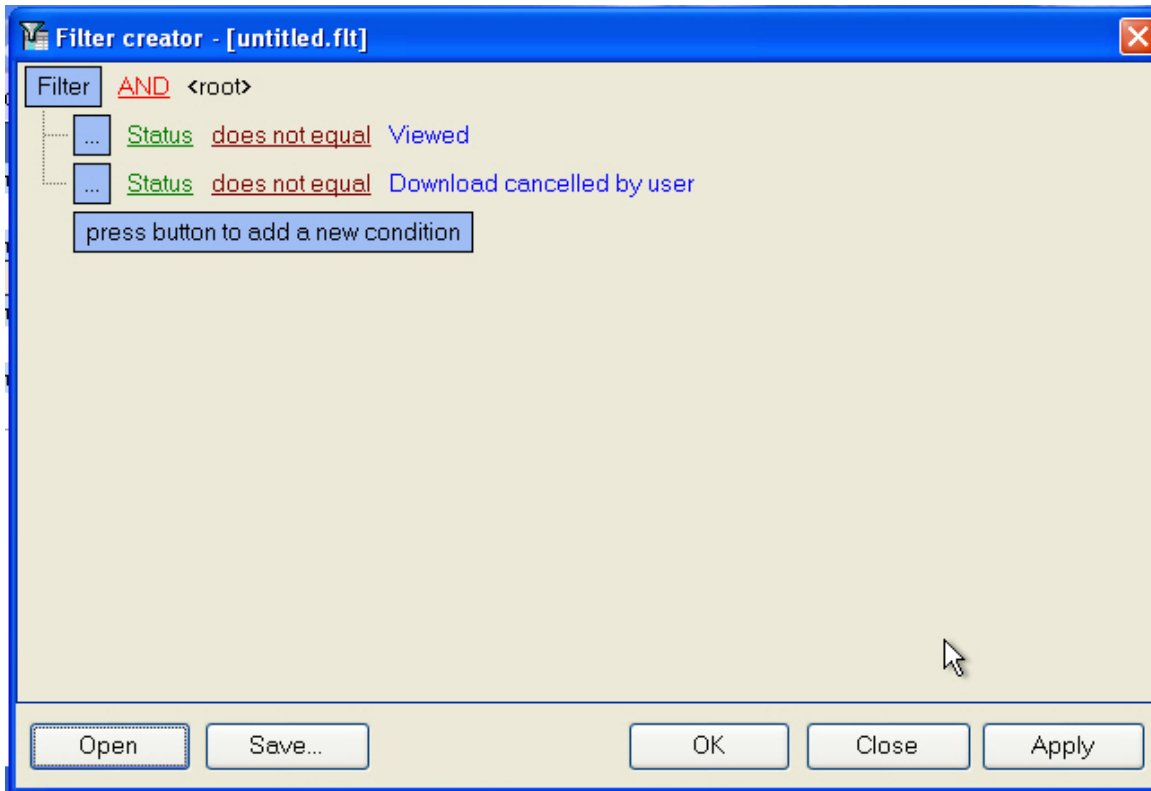 Filter creator - [untitled.flt]
Filter AND <root>
... Status does not equal Viewed
... Status does not equal Download cancelled by user
press button to add a new condition
Open Save... OK Close Apply